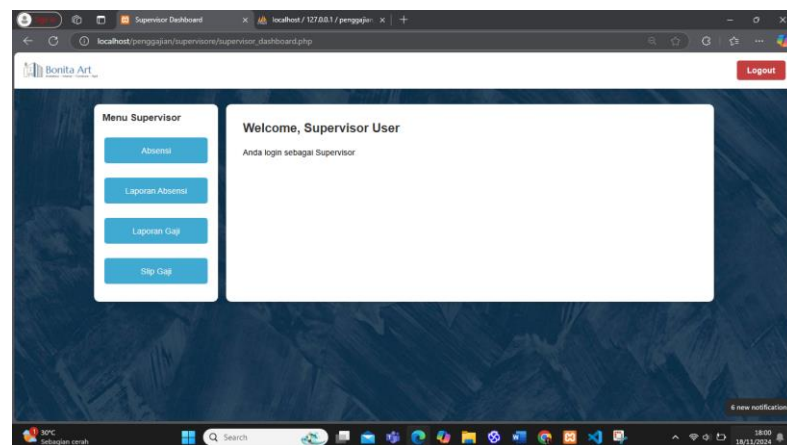 Supervisor Dashboard
localhost / 127.0.0.1 / penggajian
localhost/penggajian/supervisore/supervisor_dashboard.php
Bonita Art
Logout
Menu Supervisor
Absensi
Laporan Absensi
Laporan Gaji
Slip Gaji
Welcome, Supervisor User
Anda login sebagai Supervisor
6 new notification
30°C
Sebagian cerah
Search
18:00
18/11/2024